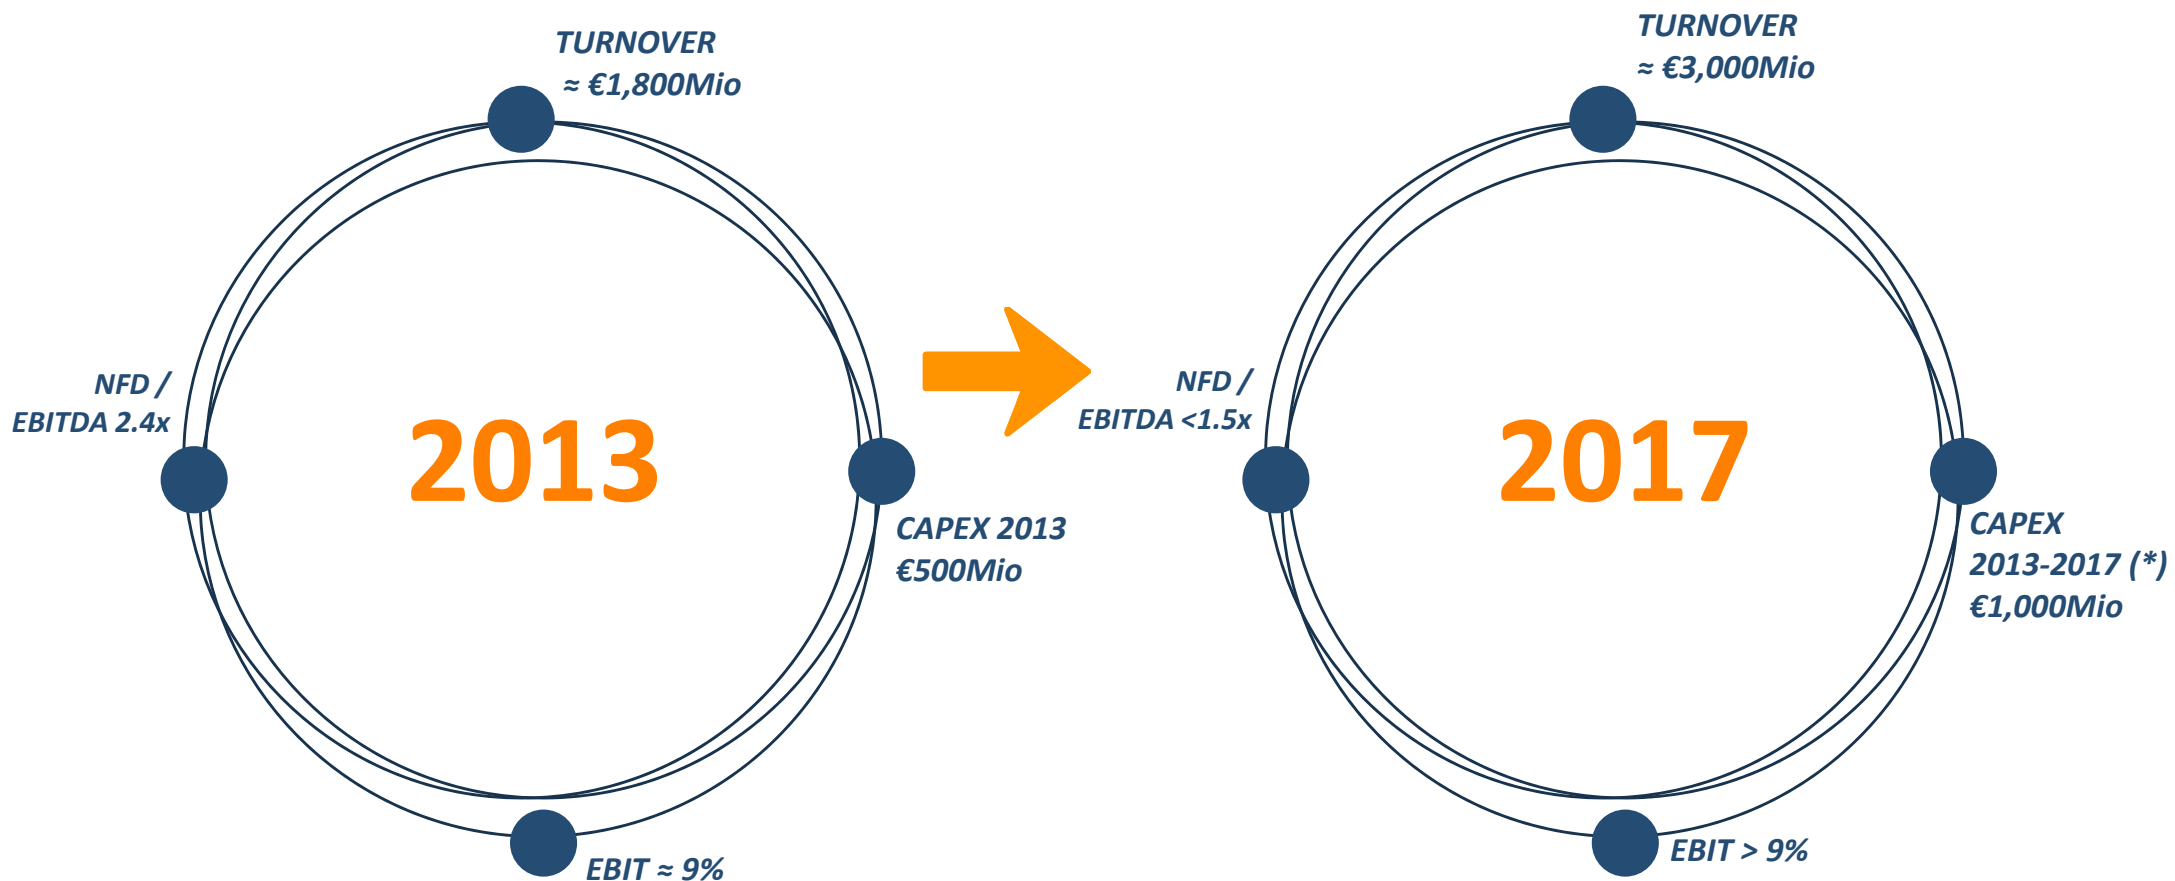 TURNOVER
≈ €1,800Mio
NFD /
EBITDA 2.4x
2013
CAPEX 2013
€500Mio
EBIT ≈ 9%
TURNOVER
≈ €3,000Mio
NFD /
EBITDA <1.5x
2017
CAPEX
2013-2017 (*)
€1,000Mio
EBIT > 9%